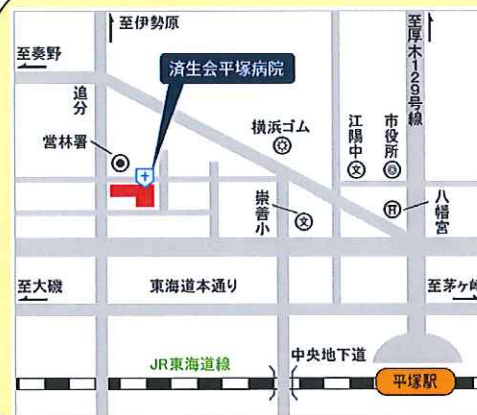 至伊勢原
至秦野
至厚木129号線
済生会平塚病院
追分
営林署
横浜ゴム
江陽中
市役所
崇善小
八幡宮
至大磯
東海道本通り
至茅ヶ崎
JR東海道線
中央地下道
平塚駅